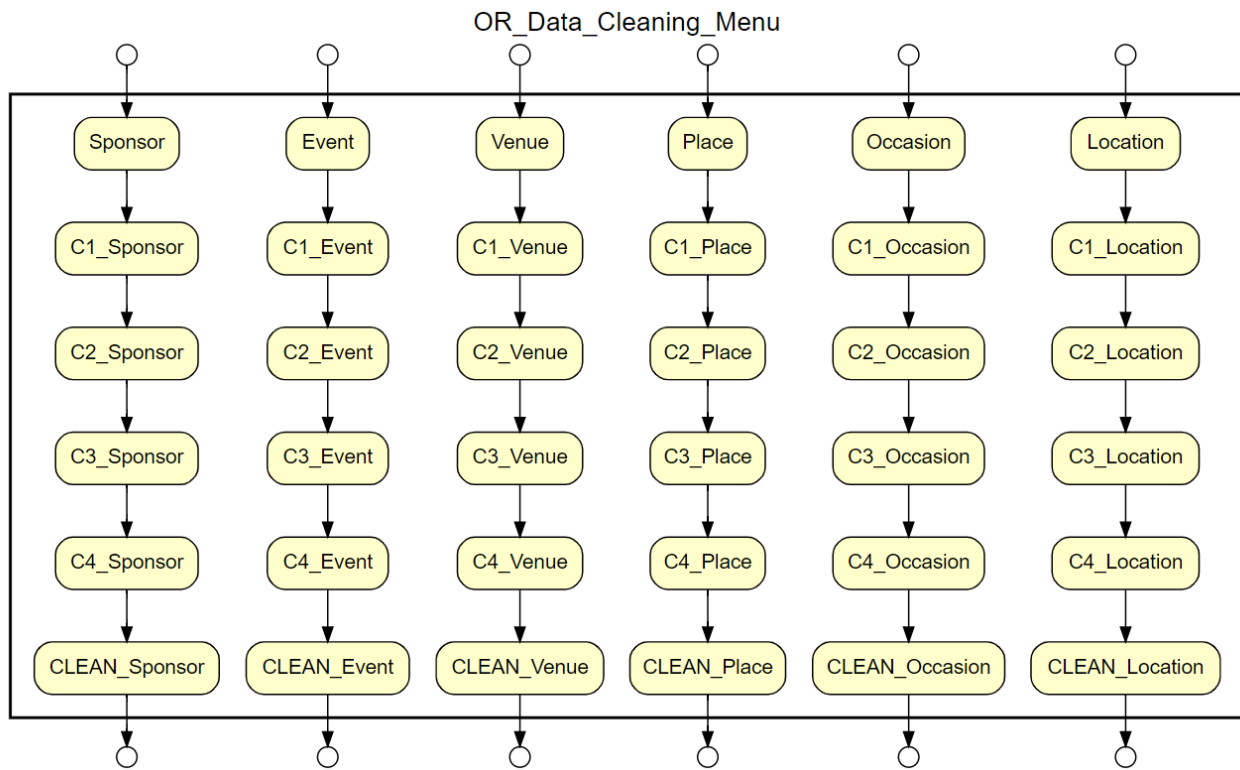 OR_Data_Cleaning_Menu
Sponsor Event Venue Place Occasion Location
C1_Sponsor C1_Event C1_Venue C1_Place C1_Occasion C1_Location
C2_Sponsor C2_Event C2_Venue C2_Place C2_Occasion C2_Location
C3_Sponsor C3_Event C3_Venue C3_Place C3_Occasion C3_Location
C4_Sponsor C4_Event C4_Venue C4_Place C4_Occasion C4_Location
CLEAN_Sponsor CLEAN_Event CLEAN_Venue CLEAN_Place CLEAN_Occasion CLEAN_Location